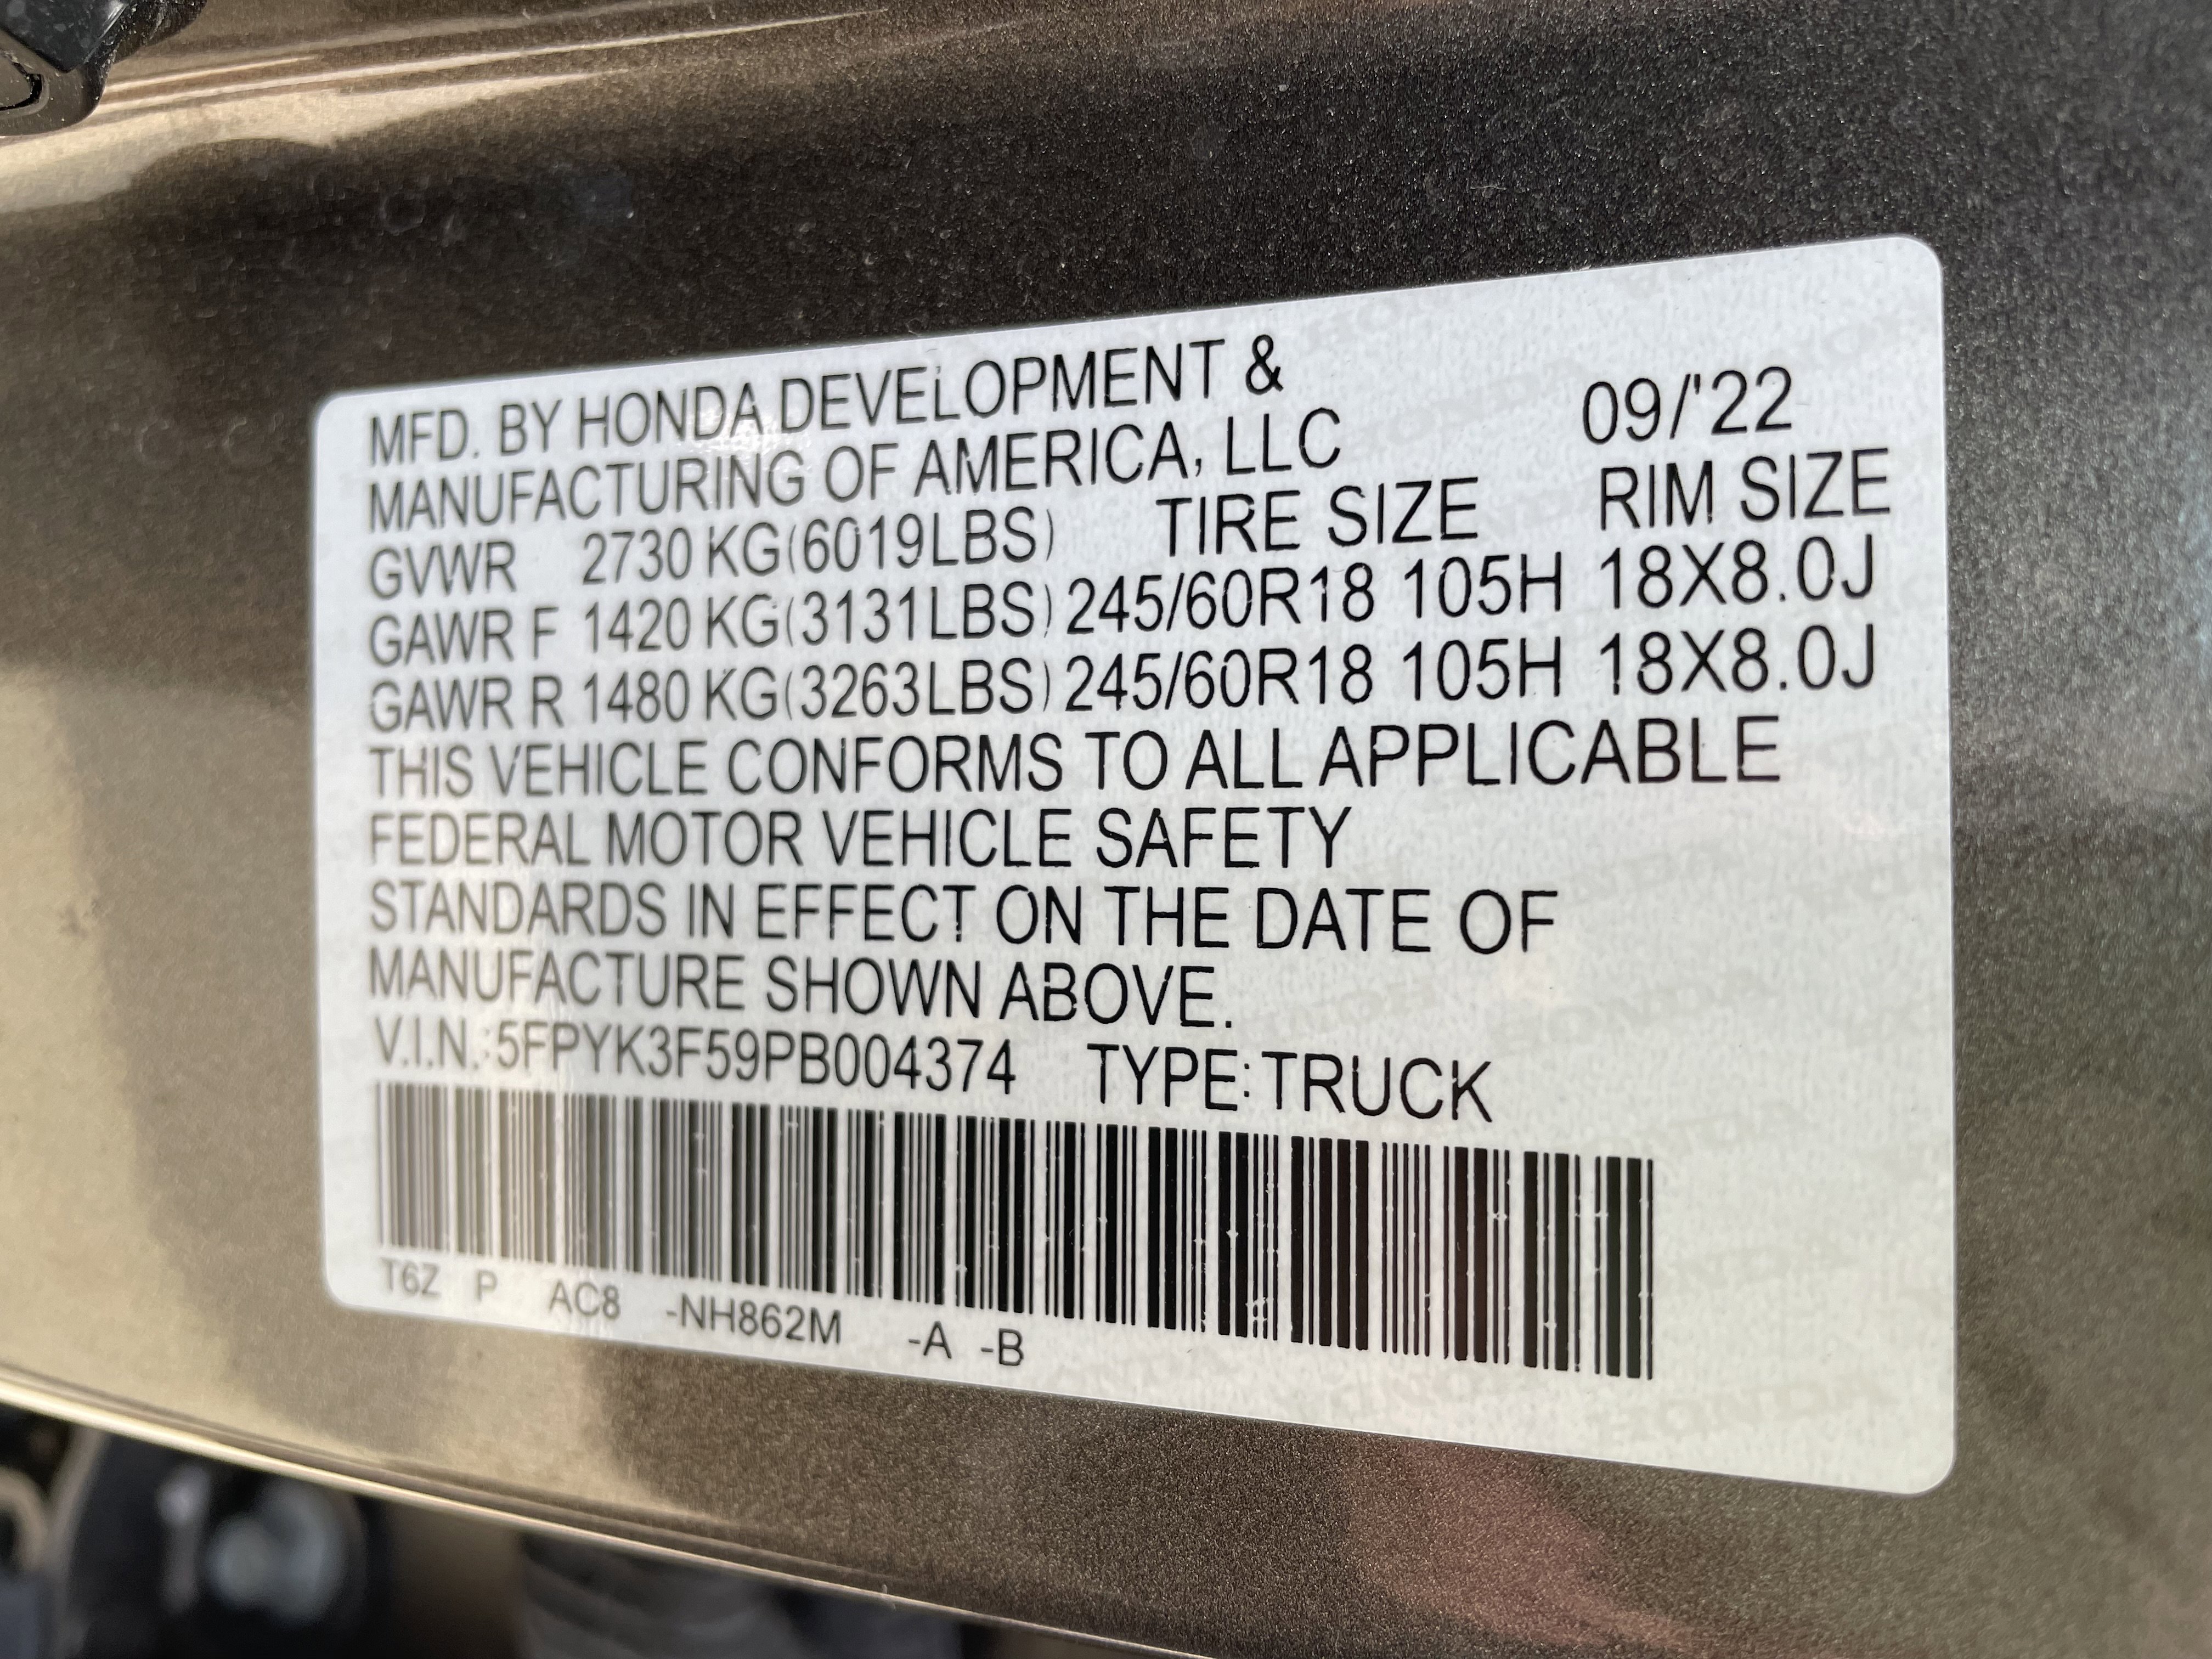 MFD. BY HONDA DEVELOPMENT &
MANUFACTURING OF AMERICA, LLC 09/'22
GVWR 2730 KG(6019LBS) TIRE SIZE RIM SIZE
GAWR F 1420 KG(3131LBS) 245/60R18 105H 18X8.0J
GAWR R 1480 KG(3263LBS) 245/60R18 105H 18X8.0J
THIS VEHICLE CONFORMS TO ALL APPLICABLE
FEDERAL MOTOR VEHICLE SAFETY
STANDARDS IN EFFECT ON THE DATE OF
MANUFACTURE SHOWN ABOVE.
V.I.N.:5FPYK3F59PB004374 TYPE:TRUCK
T6Z P AC8 -NH862M -A -B